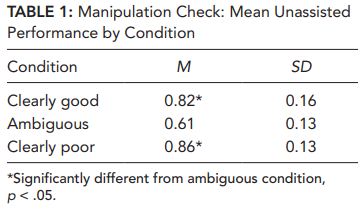 TABLE 1: Manipulation Check: Mean Unassisted
Performance by Condition
Condition M SD
Clearly good 0.82* 0.16
Ambiguous 0.61 0.13
Clearly poor 0.86* 0.13
*Significantly different from ambiguous condition,
p < .05.